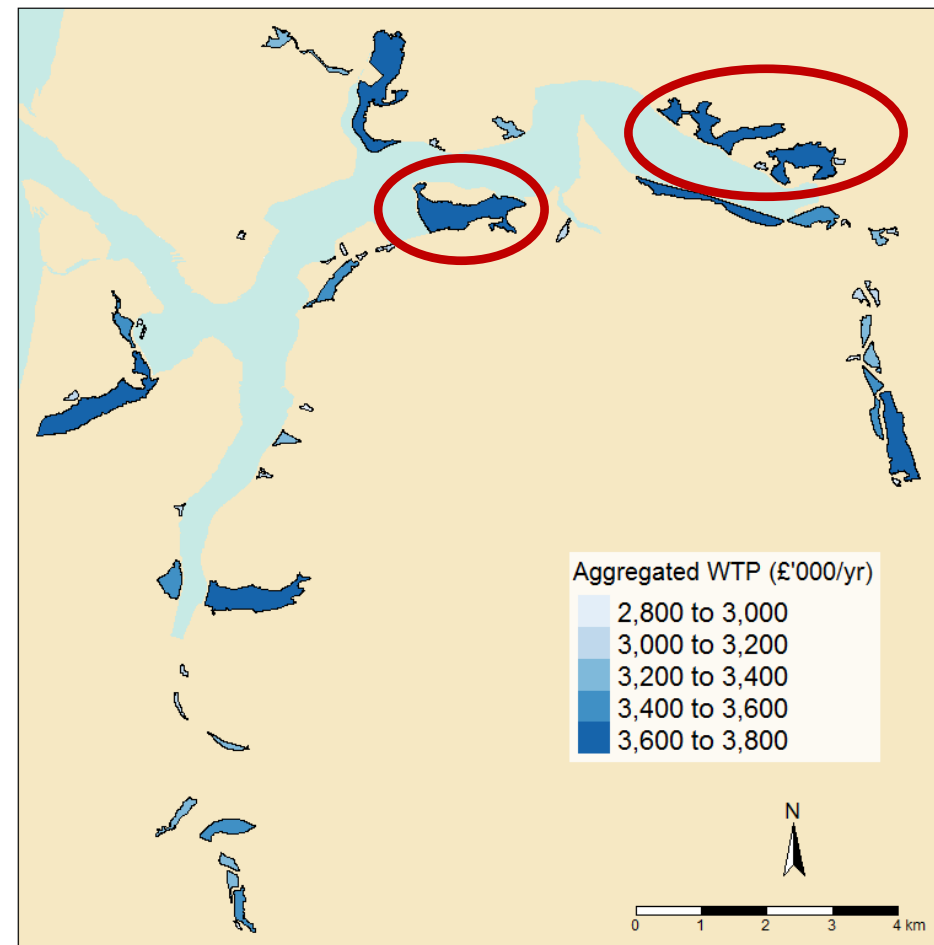 Aggregated WTP (£'000/yr)
2,800 to 3,000
3,000 to 3,200
3,200 to 3,400
3,400 to 3,600
3,600 to 3,800
N
0 1 2 3 4 km